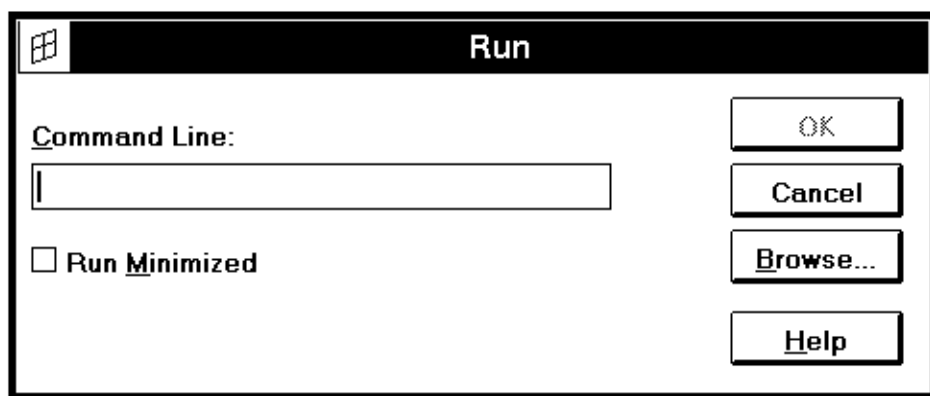 Run
Command Line:
OK
Cancel
Run Minimized
Browse...
Help